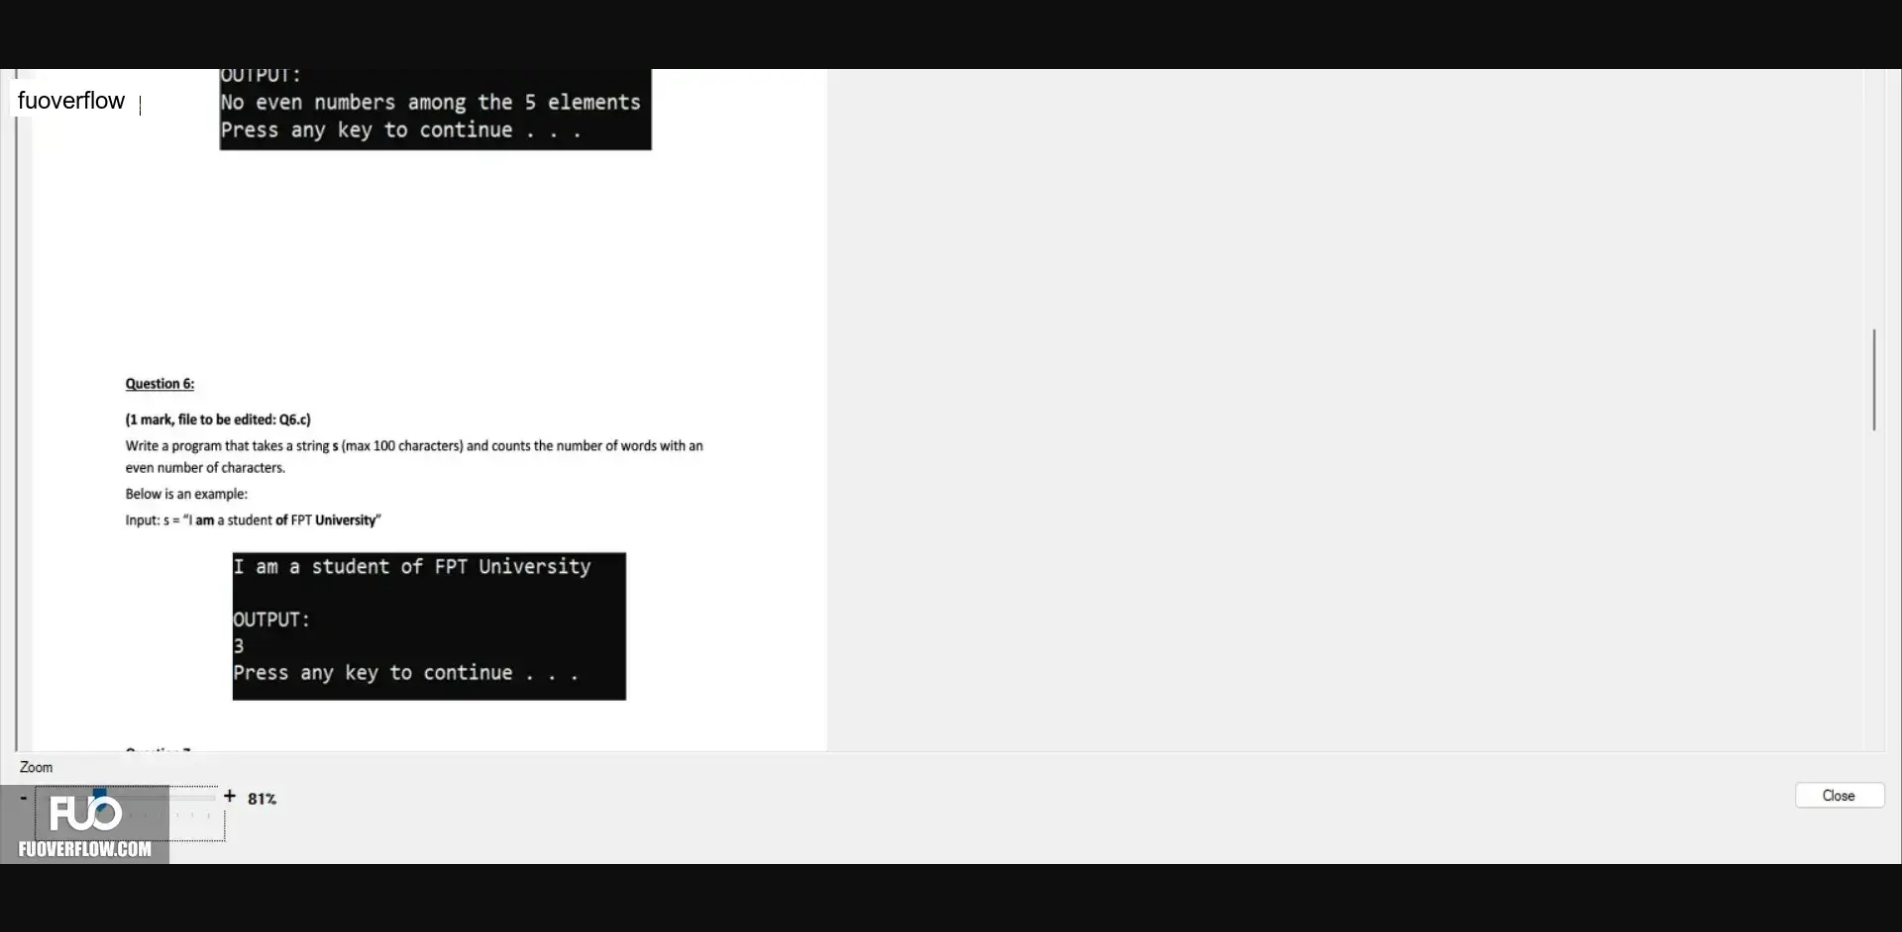 OUTPUT:
fuoverflow
No even numbers among the 5 elements
Press any key to continue . . .
Question 6:
(1 mark, file to be edited: Q6.c)
Write a program that takes a string s (max 100 characters) and counts the number of words with an
even number of characters.
Below is an example:
Input: s = “I am a student of FPT University”
I am a student of FPT University
OUTPUT:
3
Press any key to continue . . .
Zoom
- + 81%
Close
FUO
FUOVERFLOW.COM